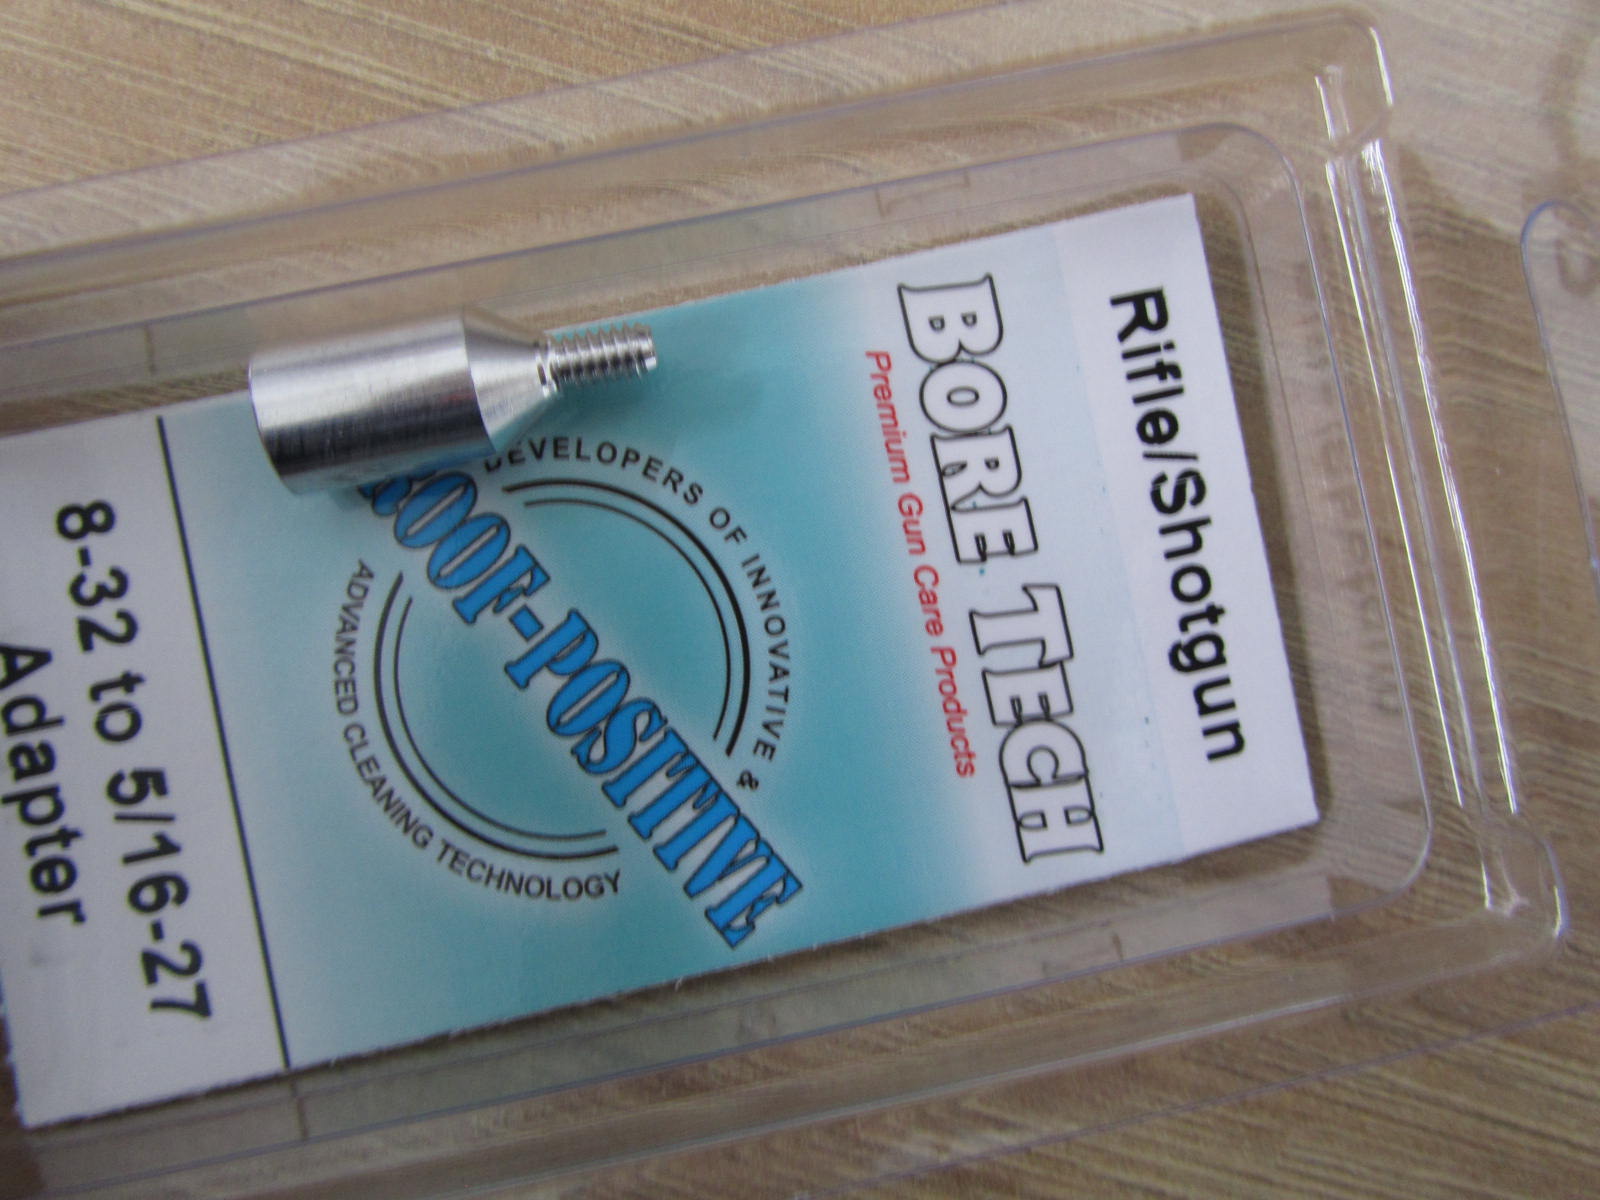 Rifle/Shotgun
BORE TECH
Premium Gun Care Products
DEVELOPERS OF INNOVATIVE &
ROOF-POSITIVE
ADVANCED CLEANING TECHNOLOGY
8-32 to 5/16-27
Adapter